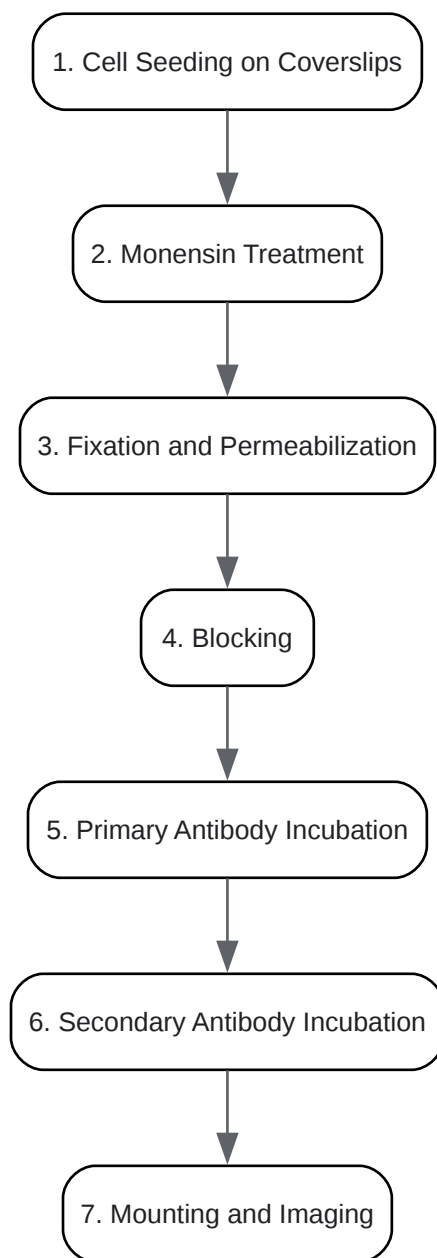 1. Cell Seeding on Coverslips
2. Monensin Treatment
3. Fixation and Permeabilization
4. Blocking
5. Primary Antibody Incubation
6. Secondary Antibody Incubation
7. Mounting and Imaging